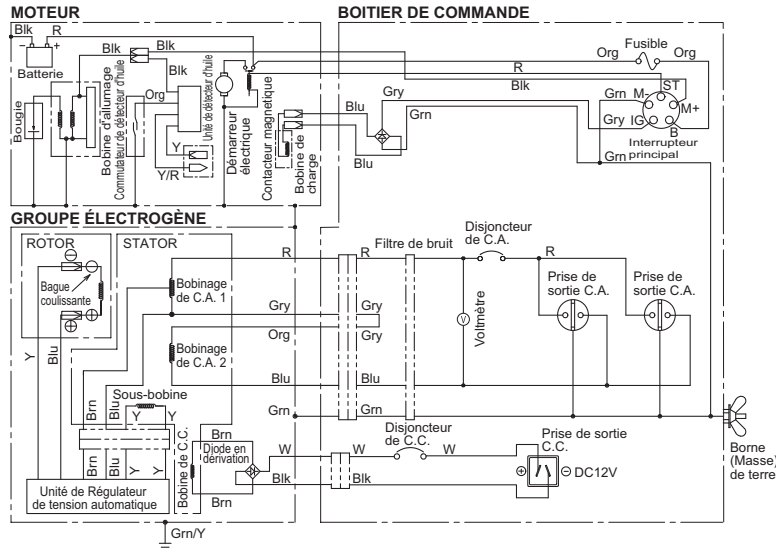 MOTEUR
BOITIER DE COMMANDE
Blk
R
Blk
Blk
Org
Fusible
Org
Batterie
Blk
R
Blk
ST
Grn
M-
M+
Gry
IG
B
Interrupteur
principal
Bougie
Bobine d'allumage
Commutateur de détecteur d'huile
Org
Unité de détecteur d'huile
Y
Y/R
Démarreur
électrique
Contacteur magnétique
Bobine de
charge
Blu
Gry
Grn
Blu
Grn
GROUPE ÉLECTROGÈNE
ROTOR
STATOR
Bague
coulissante
Y
Blu
Bobinage
de C.A. 1
Bobinage
de C.A. 2
R
Gry
Org
Blu
Grn
Filtre de bruit
Gry
Gry
Blu
Grn
Disjoncteur
de C.A.
R
Voltmètre
V
Prise de
sortie C.A.
Prise de
sortie C.A.
Sous-bobine
Brn
Blu
Y
Y
Y
Brn
Blu
Y
Y
Bobine de C.C.
Brn
Diode en
dérivation
Brn
W
Blk
W
Blk
Disjoncteur
de C.C.
W
Prise de sortie
C.C.
DC12V
Borne
(Masse)
de terre
Unité de Régulateur
de tension automatique
Grn/Y